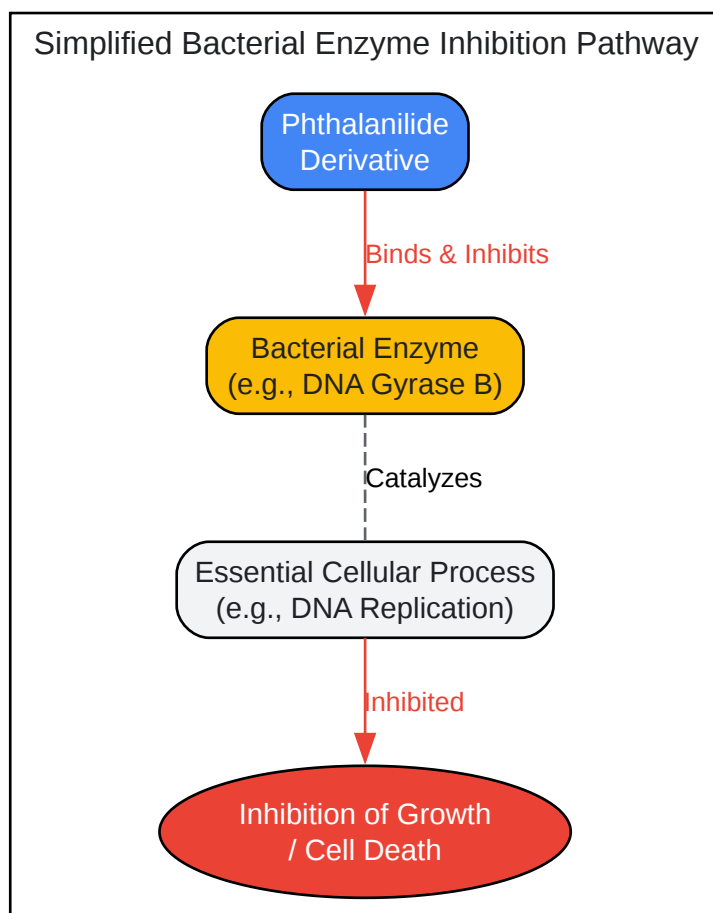 Simplified Bacterial Enzyme Inhibition Pathway
Phthalanilide
Derivative
Binds & Inhibits
Bacterial Enzyme
(e.g., DNA Gyrase B)
Catalyzes
Essential Cellular Process
(e.g., DNA Replication)
Inhibited
Inhibition of Growth
/ Cell Death